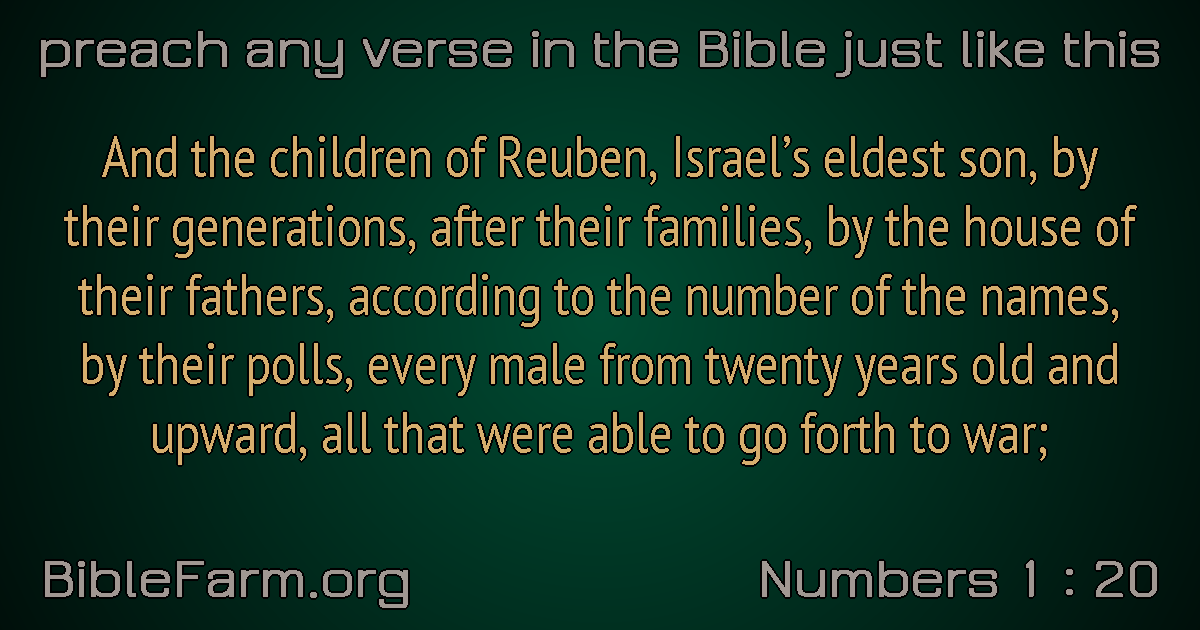 preach any verse in the Bible just like this
And the children of Reuben, Israel’s eldest son, by
their generations, after their families, by the house of
their fathers, according to the number of the names,
by their polls, every male from twenty years old and
upward, all that were able to go forth to war;
BibleFarm.org
Numbers 1 : 20